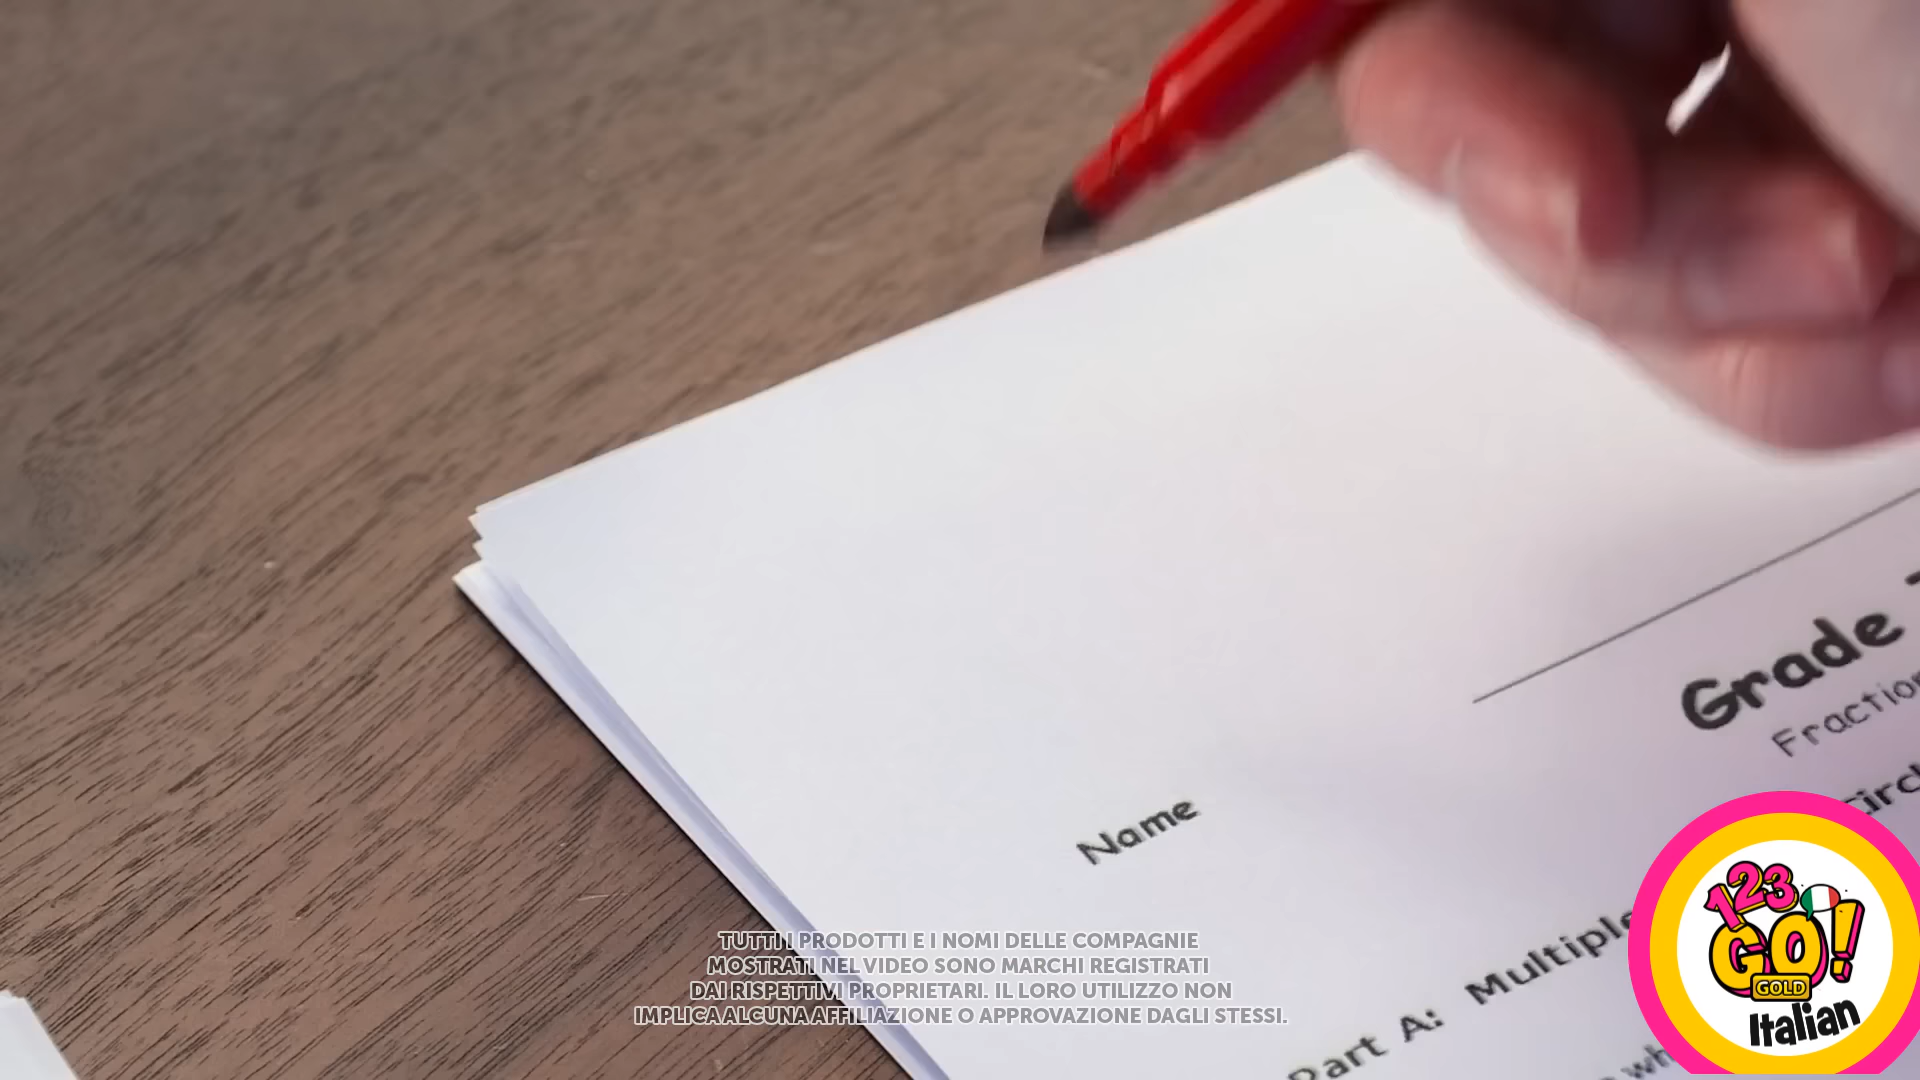 Grade
Fraction
Name
Part A: Multiple
TUTTI I PRODOTTI E I NOMI DELLE COMPAGNIE
MOSTRATI NEL VIDEO SONO MARCHI REGISTRATI
DAI RISPETTIVI PROPRIETARI. IL LORO UTILIZZO NON
IMPLICA ALCUNA AFFILIAZIONE O APPROVAZIONE DAGLI STESSI.
123
GO!
GOLD
Italian